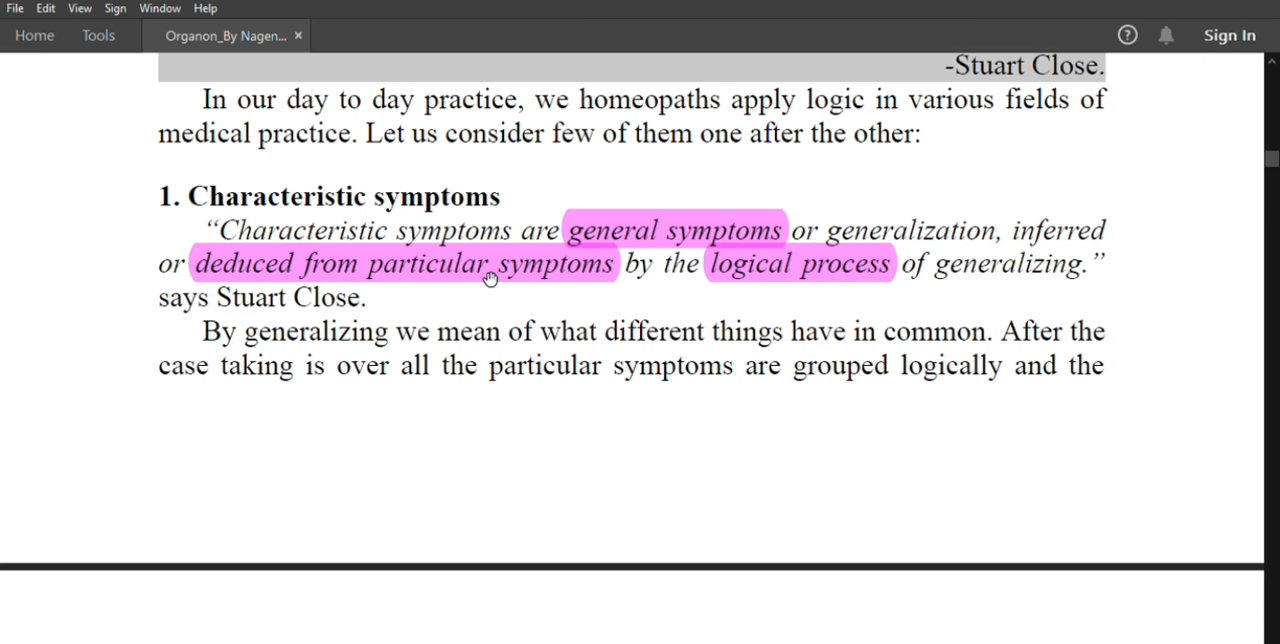 File Edit View Sign Window Help
Home Tools Organon_By Nagen... × ? Sign In
-Stuart Close.
In our day to day practice, we homeopaths apply logic in various fields of
medical practice. Let us consider few of them one after the other:
1. Characteristic symptoms
“Characteristic symptoms are general symptoms or generalization, inferred
or deduced from particular symptoms by the logical process of generalizing.”
says Stuart Close.
By generalizing we mean of what different things have in common. After the
case taking is over all the particular symptoms are grouped logically and the